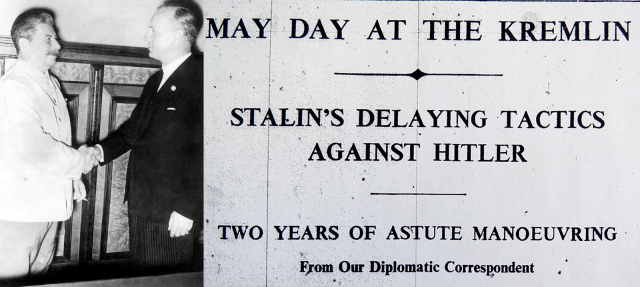 MAY DAY AT THE KREMLIN
STALIN'S DELAYING TACTICS
AGAINST HITLER
TWO YEARS OF ASTUTE MANOEUVRING
From Our Diplomatic Correspondent